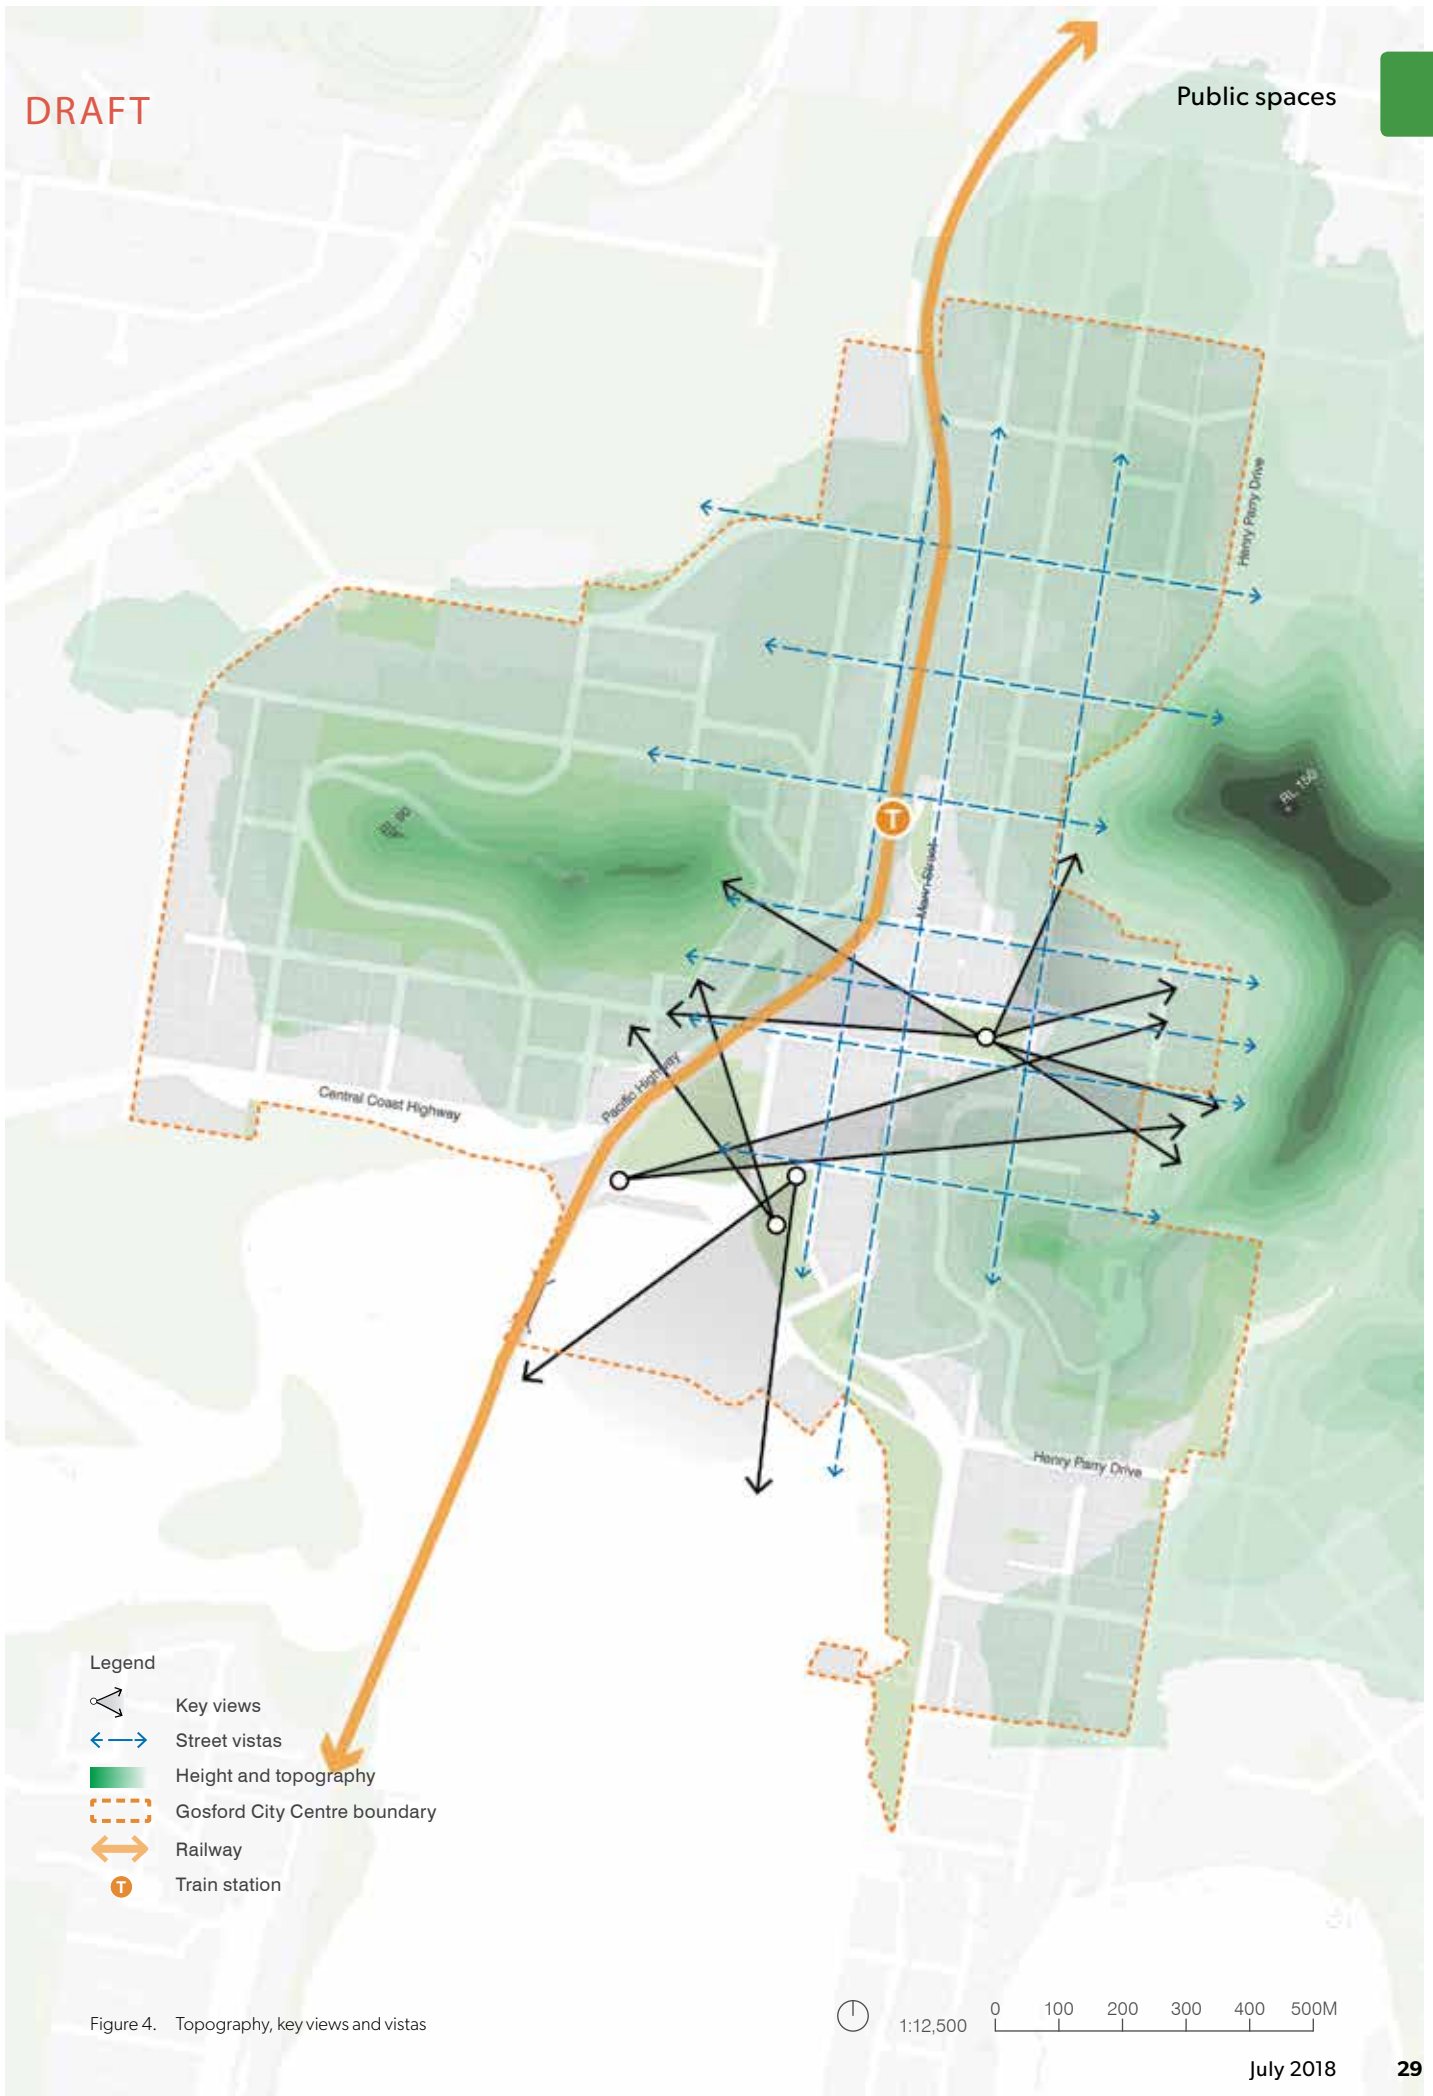 DRAFT
Public spaces
Henry Parry Drive
RL 150
RL 90
Central Coast Highway
Pacific Highway
Henry Parry Drive
Legend
Key views
Street vistas
Height and topography
Gosford City Centre boundary
Railway
T Train station
T
Figure 4. Topography, key views and vistas
1:12,500
0 100 200 300 400 500M
July 2018 29